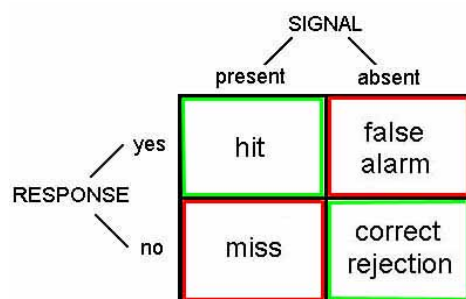 SIGNAL
present absent
yes hit false
alarm
RESPONSE
no miss correct
rejection